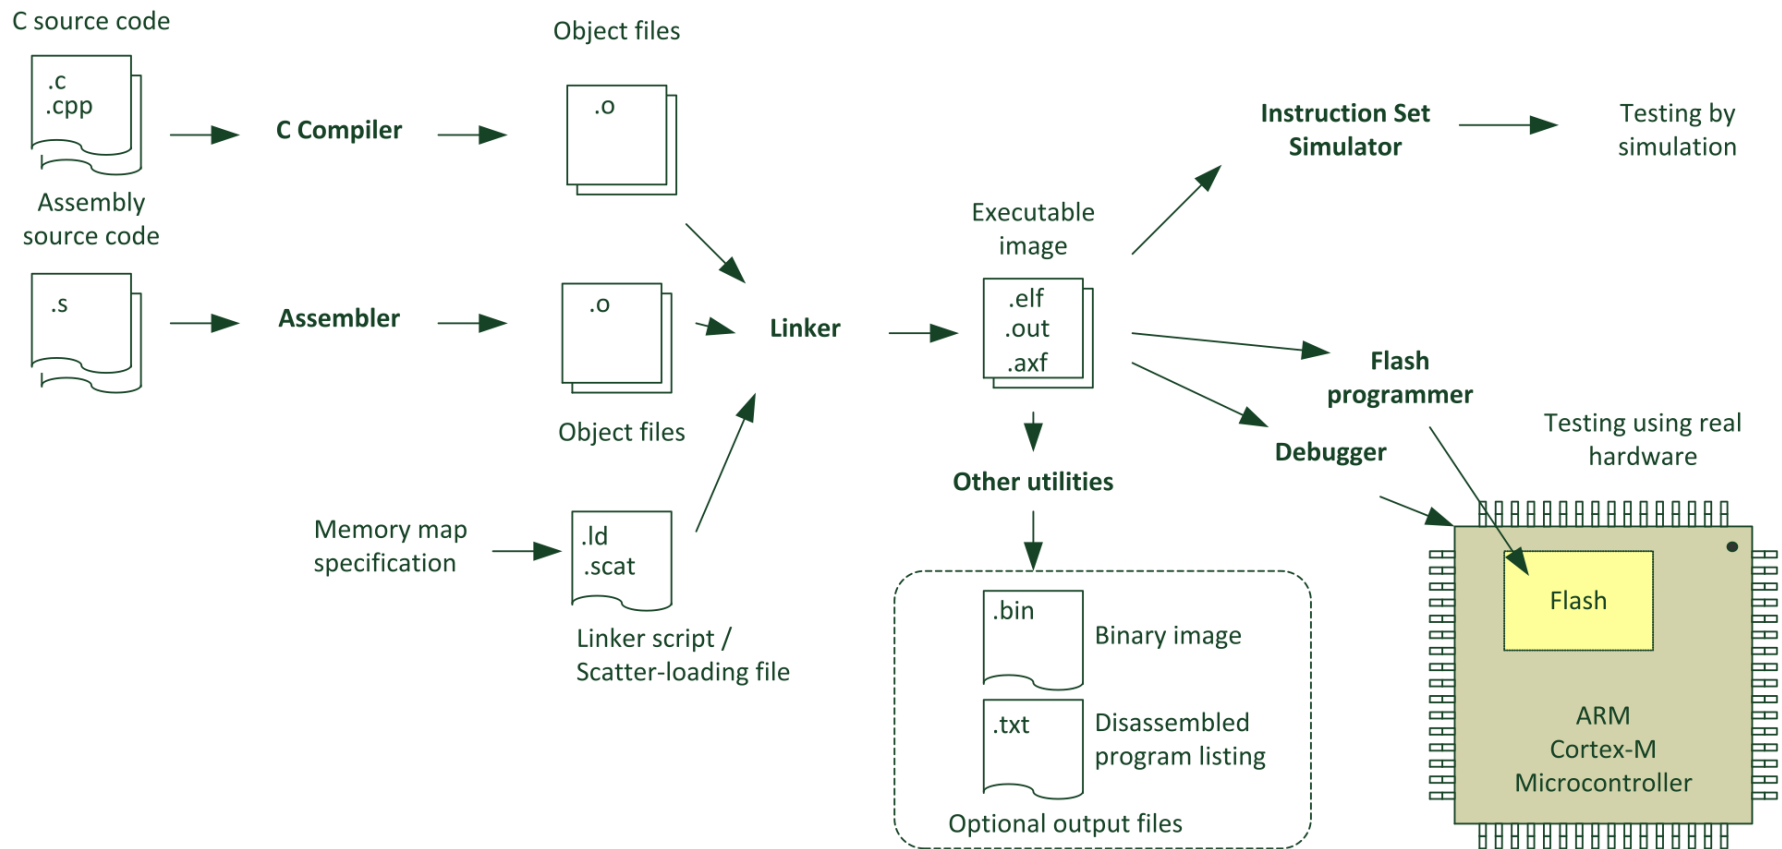 C source code
.c
.cpp
C Compiler
Object files
.o
Assembly
source code
.s
Assembler
.o
Object files
Memory map
specification
.ld
.scat
Linker script /
Scatter-loading file
Linker
Executable
image
.elf
.out
.axf
Instruction Set
Simulator
Testing by
simulation
Flash
programmer
Debugger
Testing using real
hardware
Other utilities
.bin
Binary image
.txt
Disassembled
program listing
Optional output files
Flash
ARM
Cortex-M
Microcontroller